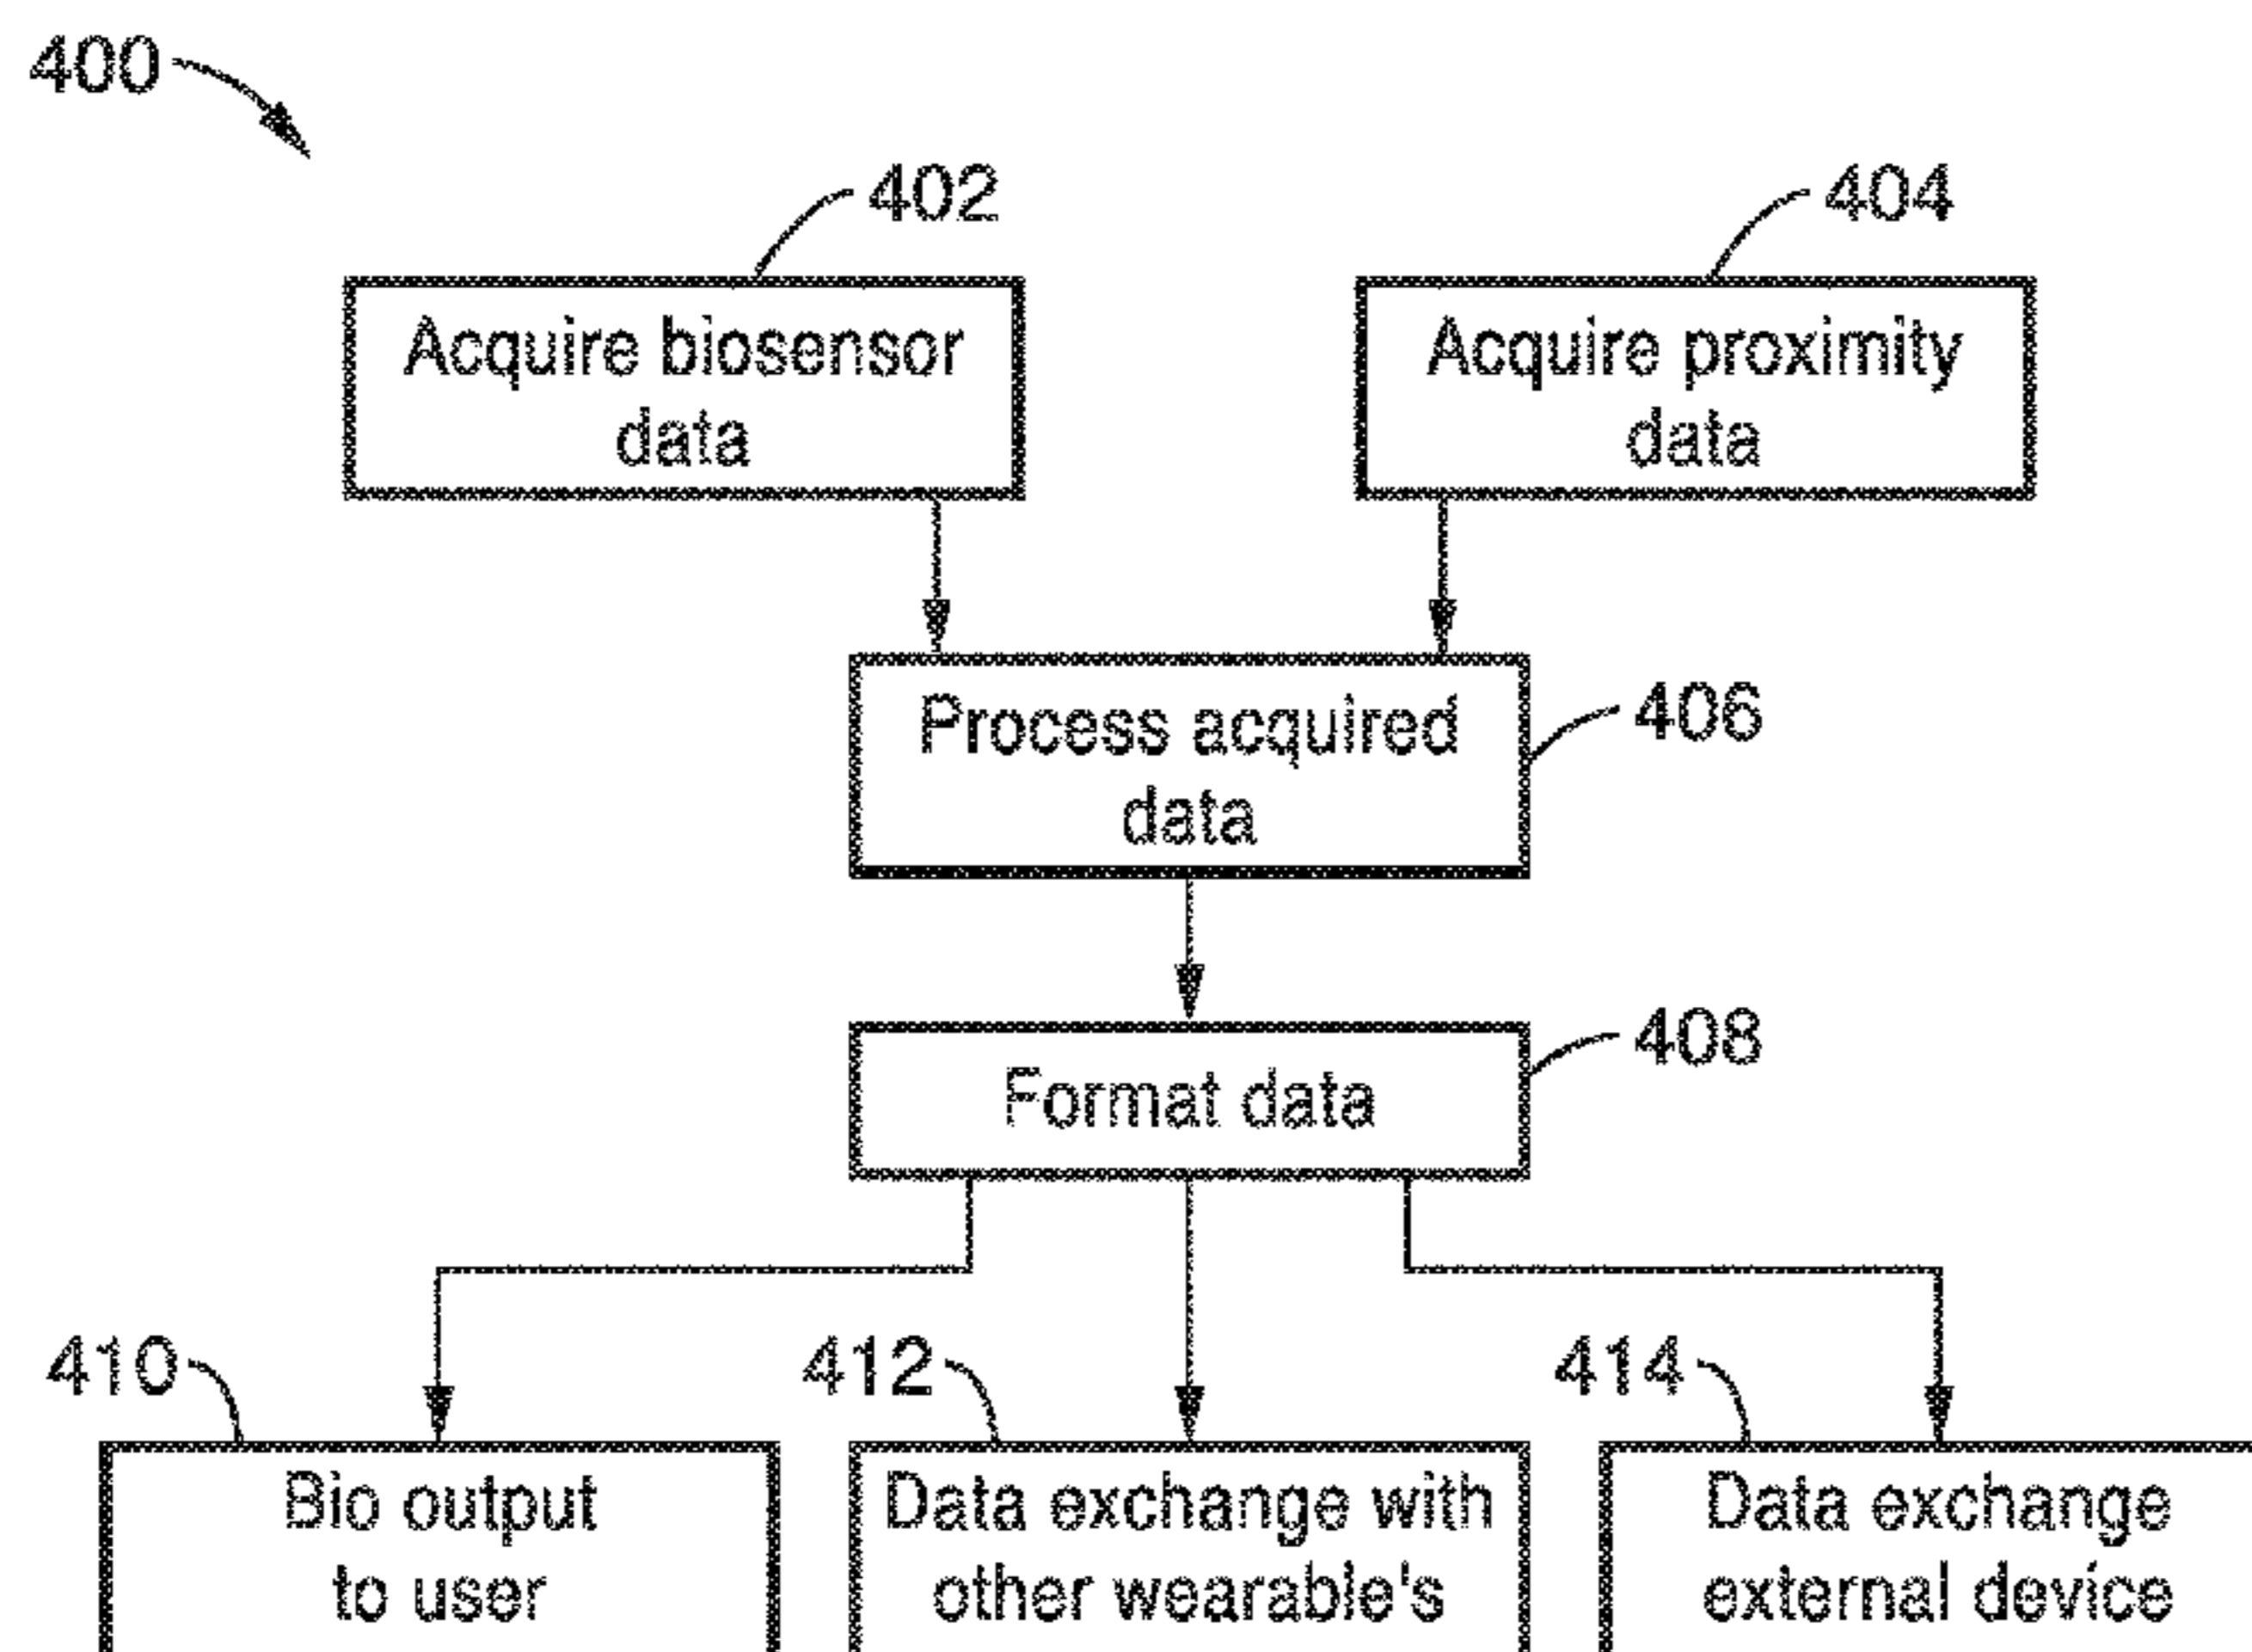 400
402
404
Acquire biosensor
data
Acquire proximity
data
Process acquired
data
406
Format data
408
410
412
414
Bio output
to user
Data exchange with
other wearable's
Data exchange
external device